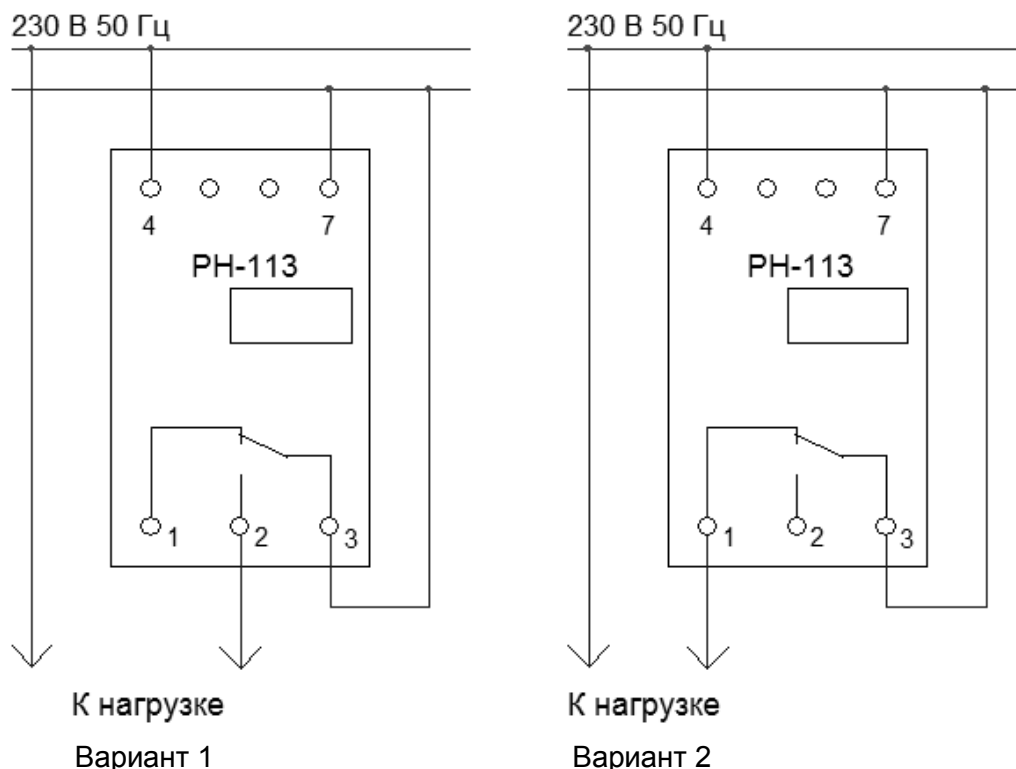 230 В 50 Гц
4 7
РН-113
1 2 3
К нагрузке
Вариант 1
230 В 50 Гц
4 7
РН-113
1 2 3
К нагрузке
Вариант 2